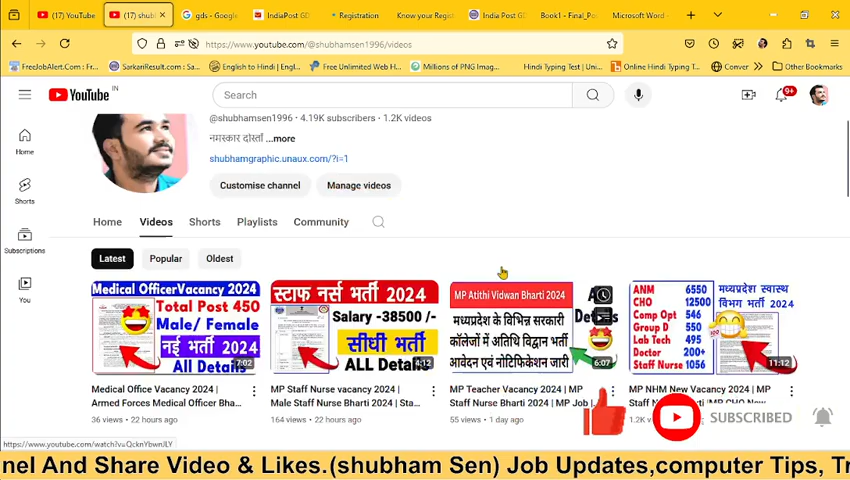 (17) YouTube
(17) shub
gds - Google
IndiaPost GD
Registration
Know your Regist
India Post GD
Book1 - Final_Po
Microsoft Word -
https://www.youtube.com/@shubhamsen1996/videos
FreeJobAlert.Com : Fr...
SarkariResult.com : Sa...
English to Hindi | Engl...
Free Unlimited Web H...
Millions of PNG Imag...
Hindi Typing Test | Uni...
Online Hindi Typing T...
Conver
Other Bookmarks
YouTube IN
Search
9+
@shubhamsen1996 • 4.19K subscribers • 1.2K videos
नमस्कार दोस्तों ...more
shubhamgraphic.unaux.com/?i=1
Customise channel
Manage videos
Home
Shorts
Subscriptions
You
Home
Videos
Shorts
Playlists
Community
Latest
Popular
Oldest
Medical OfficerVacancy 2024
Total Post 450
Male/ Female
नई भर्ती 2024
ALL Details
7:02
स्टाफ नर्स भर्ती 2024
Salary -38500 /-
सीधी भर्ती
ALL Details
4:12
MP Atithi Vidwan Bharti 2024
मध्यप्रदेश के विभिन्न सरकारी
कॉलेजों में अतिथि विद्वान भर्ती
आवेदन एवं नोटिफिकेशन जारी
6:07
ANM 6550
CHO 12500
Comp Opt 546
Group D 550
Lab Tech 495
Doctor 200+
Staff Nurse 1056
मध्यप्रदेश स्वास्थ
विभग भर्ती 2024
11:12
Medical Office Vacancy 2024 |
Armed Forces Medical Officer Bha...
36 views • 22 hours ago
MP Staff Nurse vacancy 2024 |
Male Staff Nurse Bharti 2024 | Sta...
164 views • 22 hours ago
MP Teacher Vacancy 2024 | MP
Staff Nurse Bharti 2024 | MP Job |
55 views • 1 day ago
MP NHM New Vacancy 2024 | MP
SUBSCRIBED
https://www.youtube.com/watch?v=QcknYbwnJLY
nel And Share Video & Likes.(shubham Sen) Job Updates,computer Tips, Tr